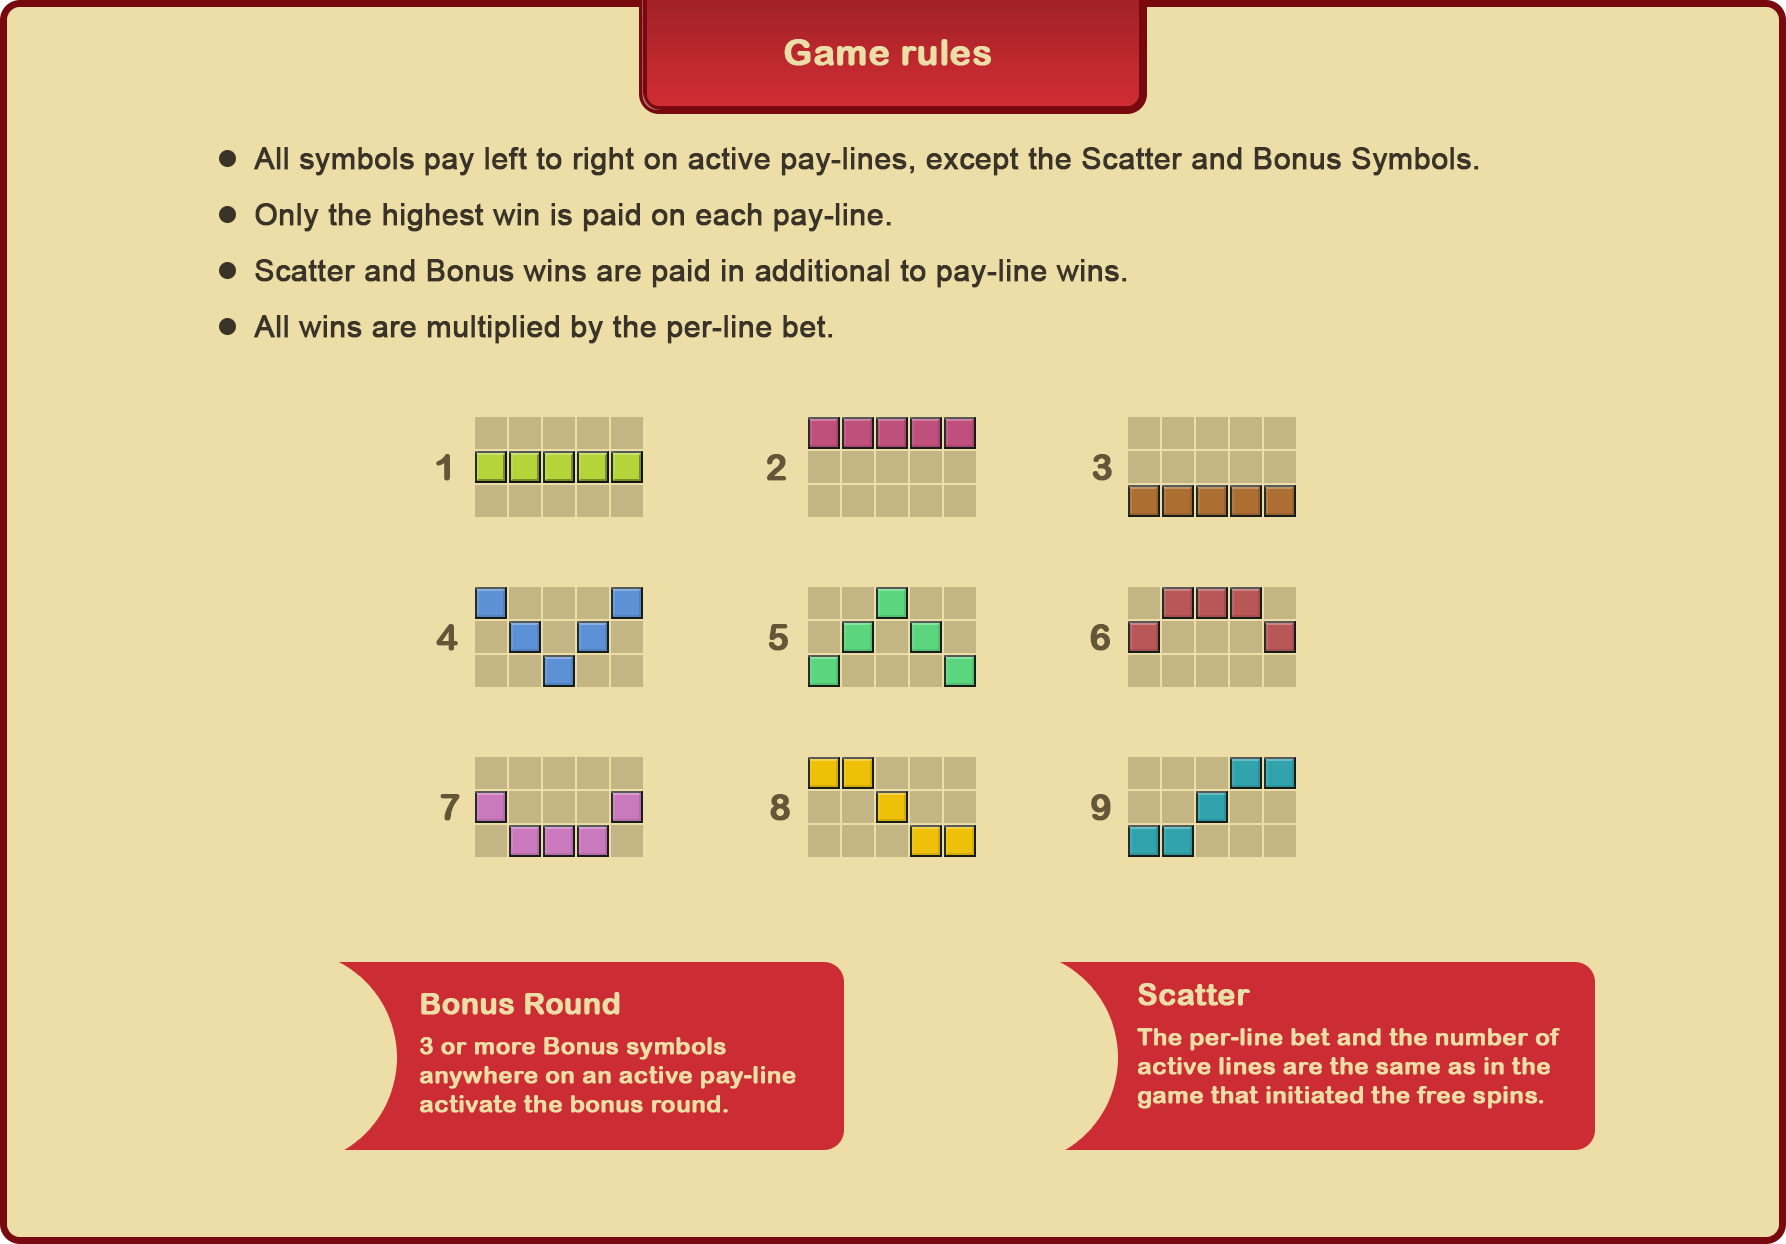 Game rules
● All symbols pay left to right on active pay-lines, except the Scatter and Bonus Symbols.
● Only the highest win is paid on each pay-line.
● Scatter and Bonus wins are paid in additional to pay-line wins.
● All wins are multiplied by the per-line bet.
1 2 3
4 5 6
7 8 9
Bonus Round
3 or more Bonus symbols
anywhere on an active pay-line
activate the bonus round.
Scatter
The per-line bet and the number of
active lines are the same as in the
game that initiated the free spins.